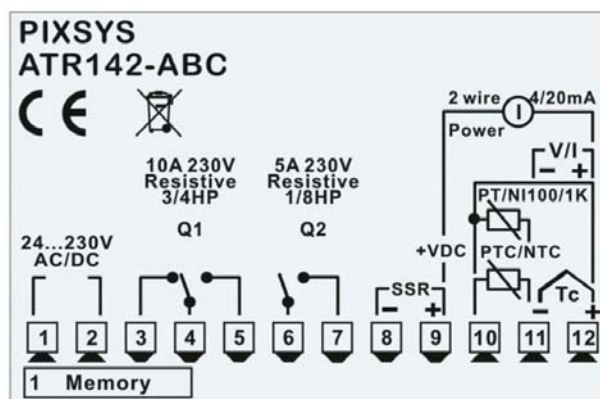 PIXSYS
ATR142-ABC
CE
2 wire 4/20mA
I
Power
V/I
- +
10A 230V
Resistive
3/4HP
5A 230V
Resistive
1/8HP
PT/NI100/1K
Q1
Q2
24...230V
AC/DC
+VDC
PTC/NTC
SSR
- +
Tc
- +
1 2 3 4 5 6 7 8 9 10 11 12
1 Memory